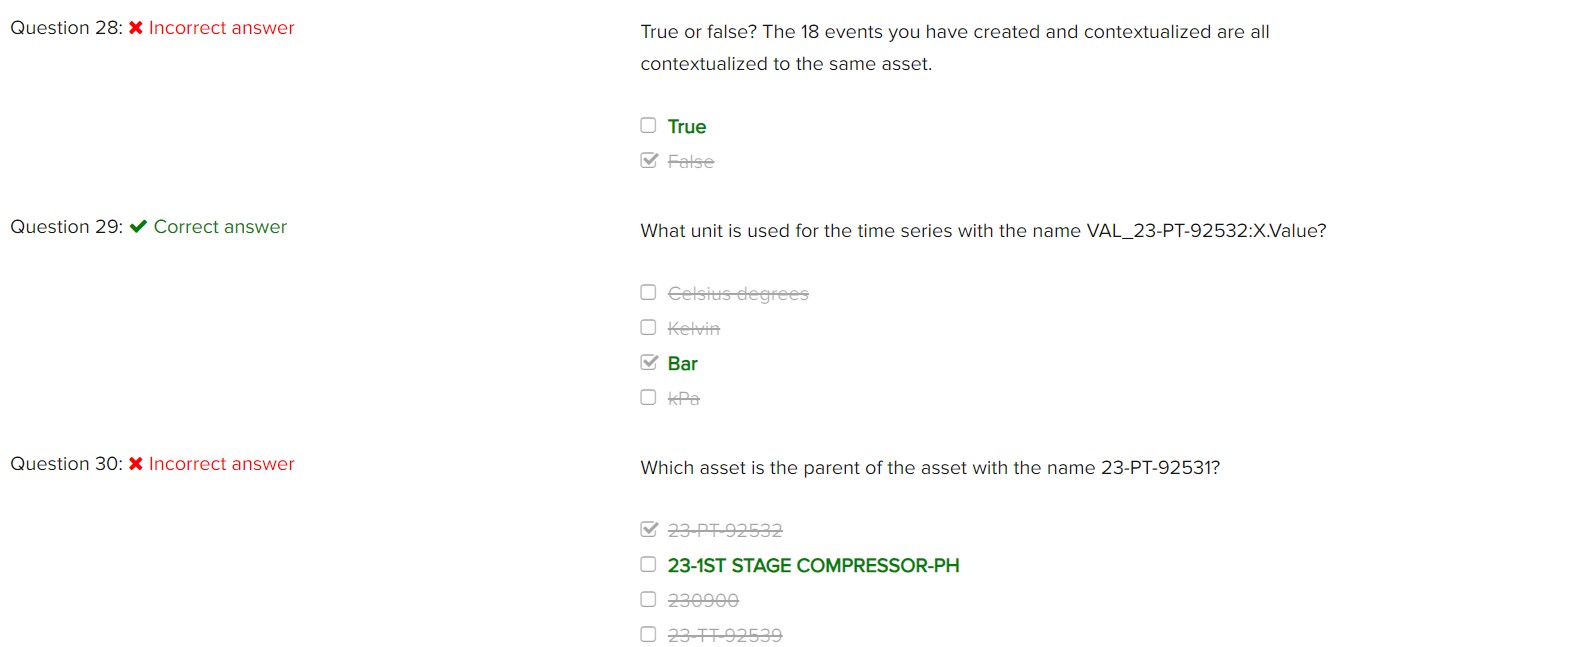 Question 28: ✖ Incorrect answer
True or false? The 18 events you have created and contextualized are all
contextualized to the same asset.
True
False
Question 29: ✔ Correct answer
What unit is used for the time series with the name VAL_23-PT-92532:X.Value?
Celsius degrees
Kelvin
Bar
kPa
Question 30: ✖ Incorrect answer
Which asset is the parent of the asset with the name 23-PT-92531?
23-PT-92532
23-1ST STAGE COMPRESSOR-PH
230900
23-TT-92539